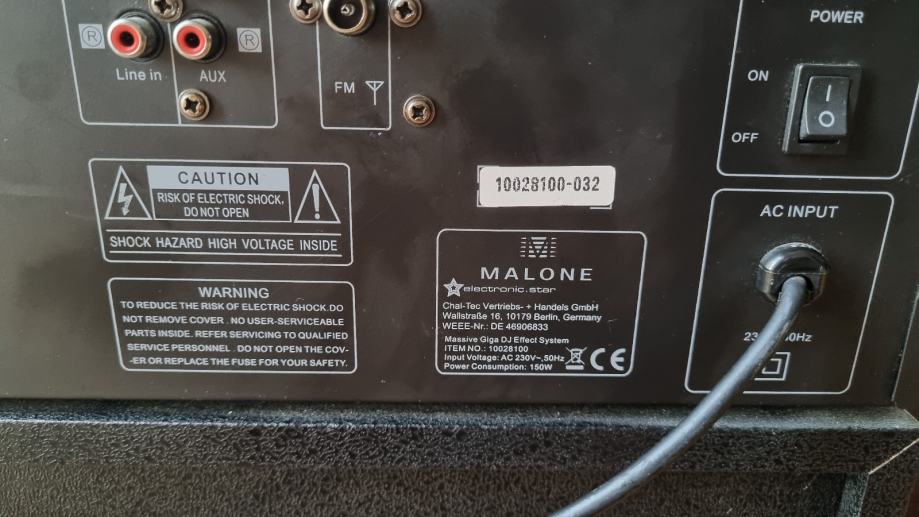 POWER
ON
OFF
I
O
R
R
Line in
AUX
FM
CAUTION
RISK OF ELECTRIC SHOCK,
DO NOT OPEN
SHOCK HAZARD HIGH VOLTAGE INSIDE
10028100-032
AC INPUT
MALONE
electronic.star
Chal-Tec Vertriebs- + Handels GmbH
Wallstraße 16, 10179 Berlin, Germany
WEEE-Nr.: DE 46906833
Massive Giga DJ Effect System
ITEM NO.: 10028100
Input Voltage: AC 230V~,50Hz
Power Consumption: 150W
CE
WARNING
TO REDUCE THE RISK OF ELECTRIC SHOCK.DO
NOT REMOVE COVER . NO USER-SERVICEABLE
PARTS INSIDE. REFER SERVICING TO QUALIFIED
SERVICE PERSONNEL . DO NOT OPEN THE COV-
-ER OR REPLACE THE FUSE FOR YOUR SAFETY.